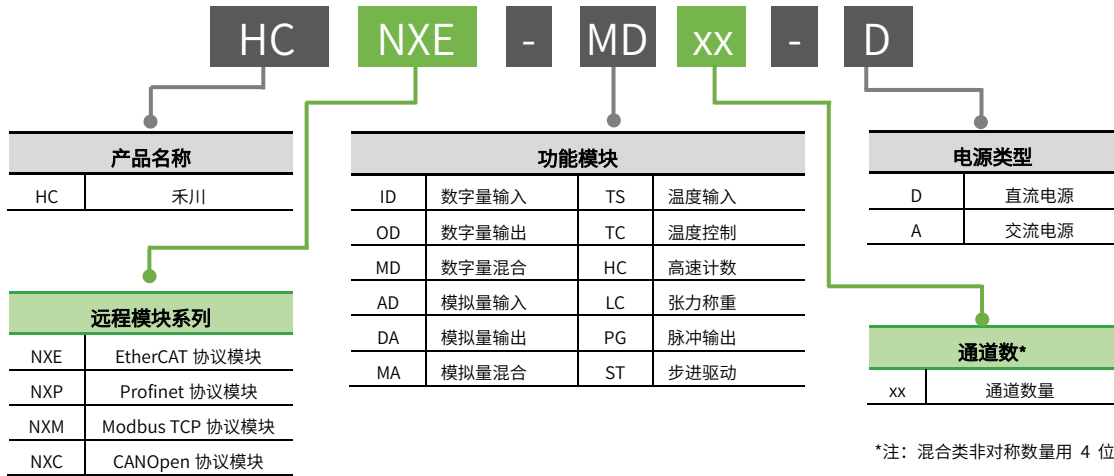 HC NXE - MD xx - D
产品名称
HC 禾川
远程模块系列
NXE EtherCAT 协议模块
NXP Profinet 协议模块
NXM Modbus TCP 协议模块
NXC CANOpen 协议模块
功能模块
ID 数字量输入 TS 温度输入
OD 数字量输出 TC 温度控制
MD 数字量混合 HC 高速计数
AD 模拟量输入 LC 张力称重
DA 模拟量输出 PG 脉冲输出
MA 模拟量混合 ST 步进驱动
电源类型
D 直流电源
A 交流电源
通道数*
xx 通道数量
*注：混合类非对称数量用 4 位